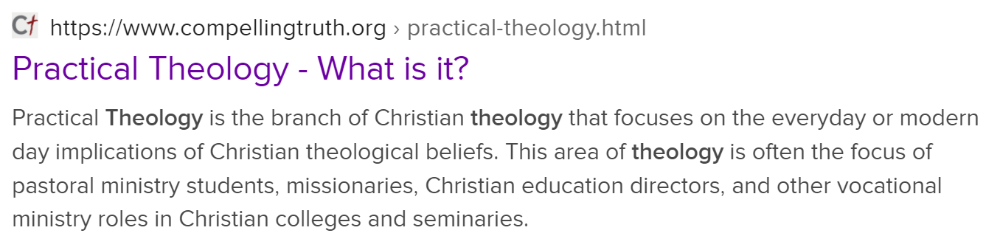 Ct https://www.compellingtruth.org › practical-theology.html
Practical Theology - What is it?
Practical Theology is the branch of Christian theology that focuses on the everyday or modern
day implications of Christian theological beliefs. This area of theology is often the focus of
pastoral ministry students, missionaries, Christian education directors, and other vocational
ministry roles in Christian colleges and seminaries.